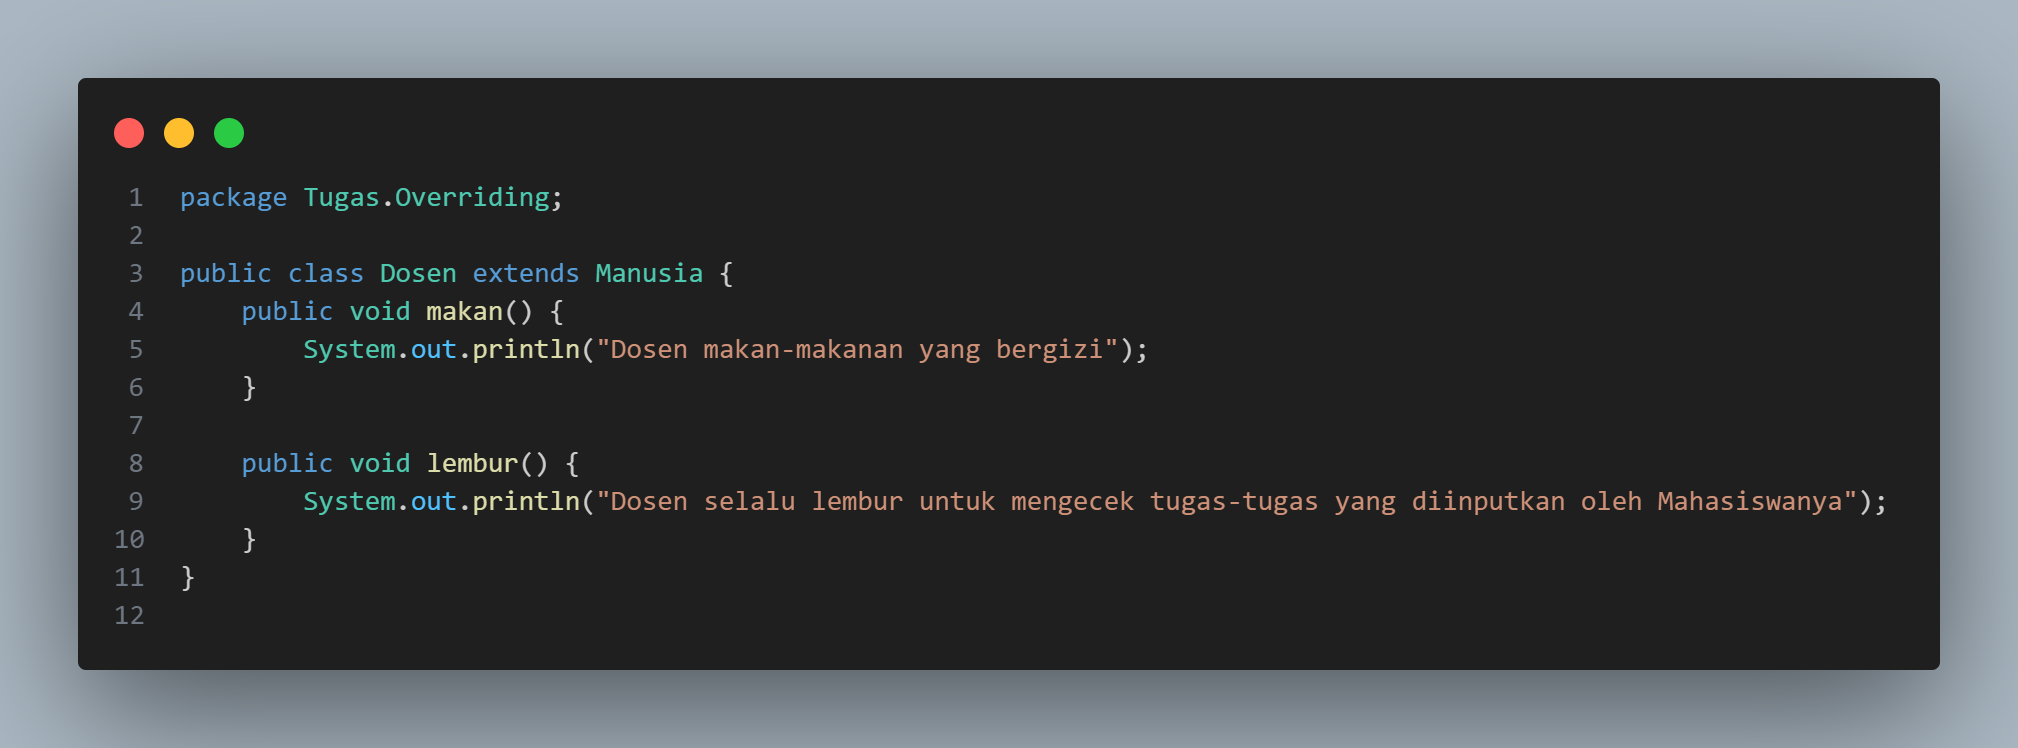 1 package Tugas.Overriding;
2
3 public class Dosen extends Manusia {
4     public void makan() {
5         System.out.println("Dosen makan-makanan yang bergizi");
6     }
7
8     public void lembur() {
9         System.out.println("Dosen selalu lembur untuk mengecek tugas-tugas yang diinputkan oleh Mahasiswanya");
10     }
11 }
12